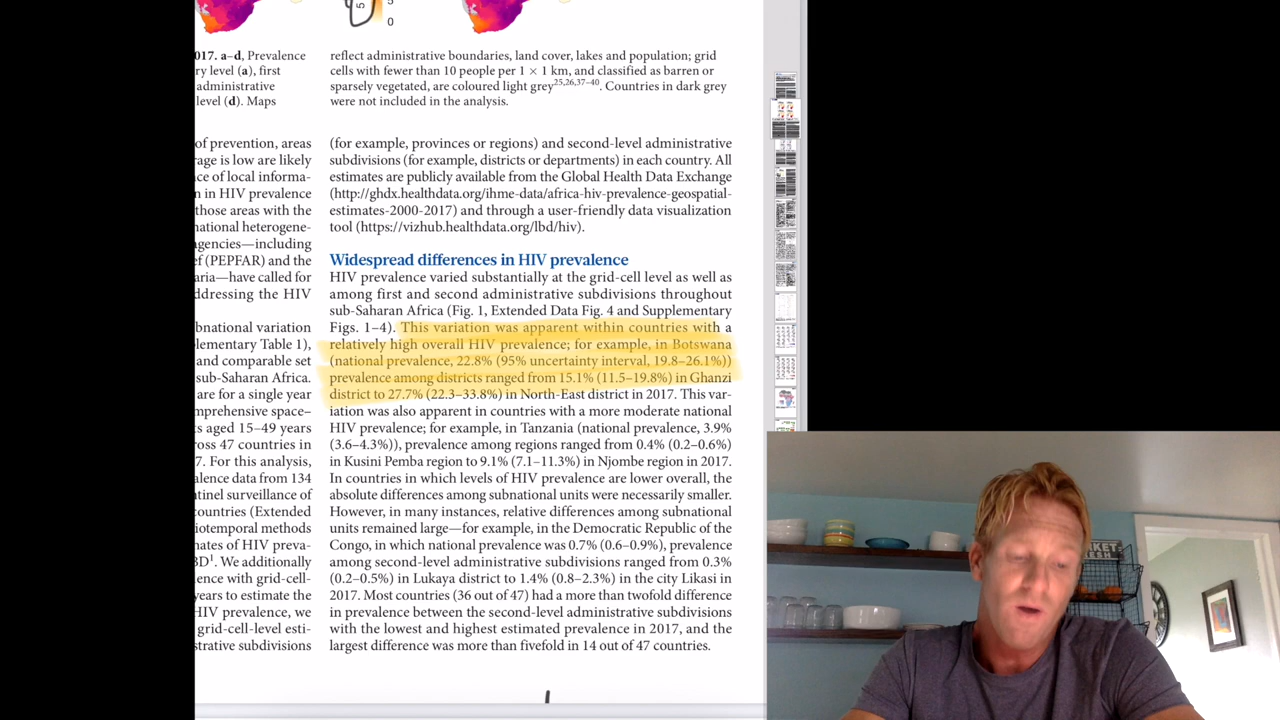 5
0
017. a–d, Prevalence
ry level (a), first
administrative
level (d). Maps
reflect administrative boundaries, land cover, lakes and population; grid
cells with fewer than 10 people per 1 × 1 km, and classified as barren or
sparsely vegetated, are coloured light grey25,26,37–40. Countries in dark grey
were not included in the analysis.
of prevention, areas
rage is low are likely
ce of local informa-
n in HIV prevalence
those areas with the
national heterogene-
agencies—including
ef (PEPFAR) and the
aria—have called for
ddressing the HIV
bnational variation
lementary Table 1),
and comparable set
sub-Saharan Africa.
are for a single year
mprehensive space–
s aged 15–49 years
ross 47 countries in
7. For this analysis,
alence data from 134
tinel surveillance of
countries (Extended
iotemporal methods
nates of HIV preva-
BD1. We additionally
ence with grid-cell-
years to estimate the
HIV prevalence, we
grid-cell-level esti-
strative subdivisions
(for example, provinces or regions) and second-level administrative
subdivisions (for example, districts or departments) in each country. All
estimates are publicly available from the Global Health Data Exchange
(http://ghdx.healthdata.org/ihme-data/africa-hiv-prevalence-geospatial-
estimates-2000-2017) and through a user-friendly data visualization
tool (https://vizhub.healthdata.org/lbd/hiv).
Widespread differences in HIV prevalence
HIV prevalence varied substantially at the grid-cell level as well as
among first and second administrative subdivisions throughout
sub-Saharan Africa (Fig. 1, Extended Data Fig. 4 and Supplementary
Figs. 1–4). This variation was apparent within countries with a
relatively high overall HIV prevalence; for example, in Botswana
(national prevalence, 22.8% (95% uncertainty interval, 19.8–26.1%))
prevalence among districts ranged from 15.1% (11.5–19.8%) in Ghanzi
district to 27.7% (22.3–33.8%) in North-East district in 2017. This var-
iation was also apparent in countries with a more moderate national
HIV prevalence; for example, in Tanzania (national prevalence, 3.9%
(3.6–4.3%)), prevalence among regions ranged from 0.4% (0.2–0.6%)
in Kusini Pemba region to 9.1% (7.1–11.3%) in Njombe region in 2017.
In countries in which levels of HIV prevalence are lower overall, the
absolute differences among subnational units were necessarily smaller.
However, in many instances, relative differences among subnational
units remained large—for example, in the Democratic Republic of the
Congo, in which national prevalence was 0.7% (0.6–0.9%), prevalence
among second-level administrative subdivisions ranged from 0.3%
(0.2–0.5%) in Lukaya district to 1.4% (0.8–2.3%) in the city Likasi in
2017. Most countries (36 out of 47) had a more than twofold difference
in prevalence between the second-level administrative subdivisions
with the lowest and highest estimated prevalence in 2017, and the
largest difference was more than fivefold in 14 out of 47 countries.